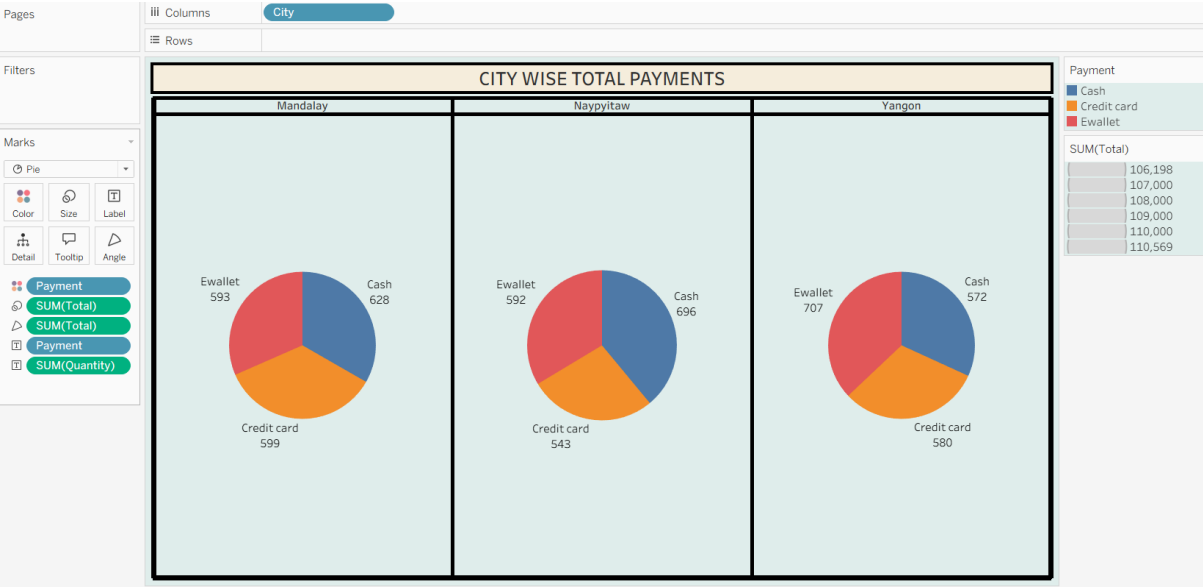 Pages
Columns
City
Rows
Filters
Marks
Pie
Color
Size
Label
Detail
Tooltip
Angle
Payment
SUM(Total)
SUM(Total)
Payment
SUM(Quantity)
CITY WISE TOTAL PAYMENTS
Mandalay
Naypyitaw
Yangon
Ewallet
593
Cash
628
Credit card
599
Ewallet
592
Cash
696
Credit card
543
Ewallet
707
Cash
572
Credit card
580
Payment
Cash
Credit card
Ewallet
SUM(Total)
106,198
107,000
108,000
109,000
110,000
110,569